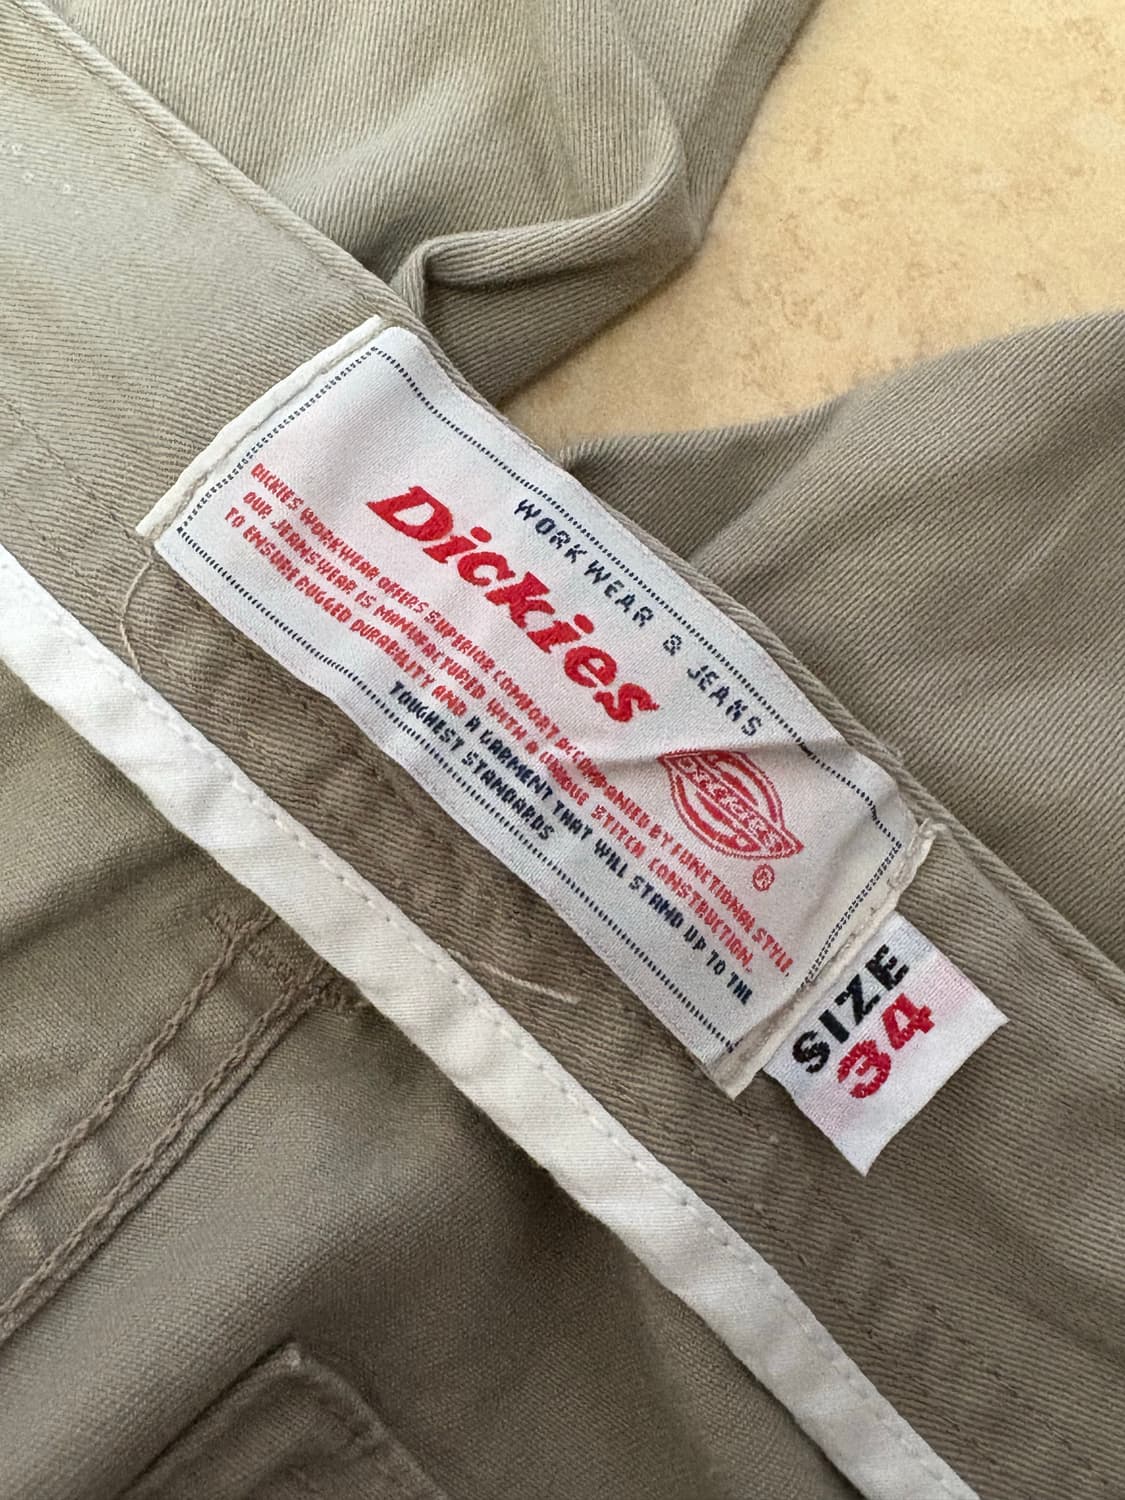 WORKWEAR & JEANS
Dickies
DICKIES
®
DICKIES WORKWEAR OFFERS SUPERIOR COMFORT ACCOMPANIED BY FUNCTIONAL STYLE.
OUR JEANSWEAR IS MANUFACTURED WITH A UNIQUE STITCH CONSTRUCTION.
TO ENSURE RUGGED DURABILITY AND A GARMENT THAT WILL STAND UP TO THE
TOUGHEST STANDARDS
SIZE
34